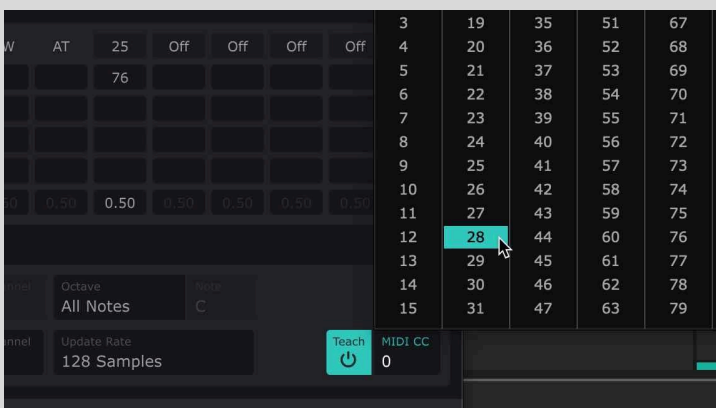 3 19 35 51 67
W AT 25 Off Off Off Off 4 20 36 52 68
76 5 21 37 53 69
6 22 38 54 70
7 23 39 55 71
8 24 40 56 72
9 25 41 57 73
0.50 0.50 0.50 0.50 0.50 10 26 42 58 74
11 27 43 59 75
12 28 44 60 76
13 29 45 61 77
Octave Note 14 30 46 62 78
All Notes C 15 31 47 63 79
Update Rate Teach MIDI CC
128 Samples 0